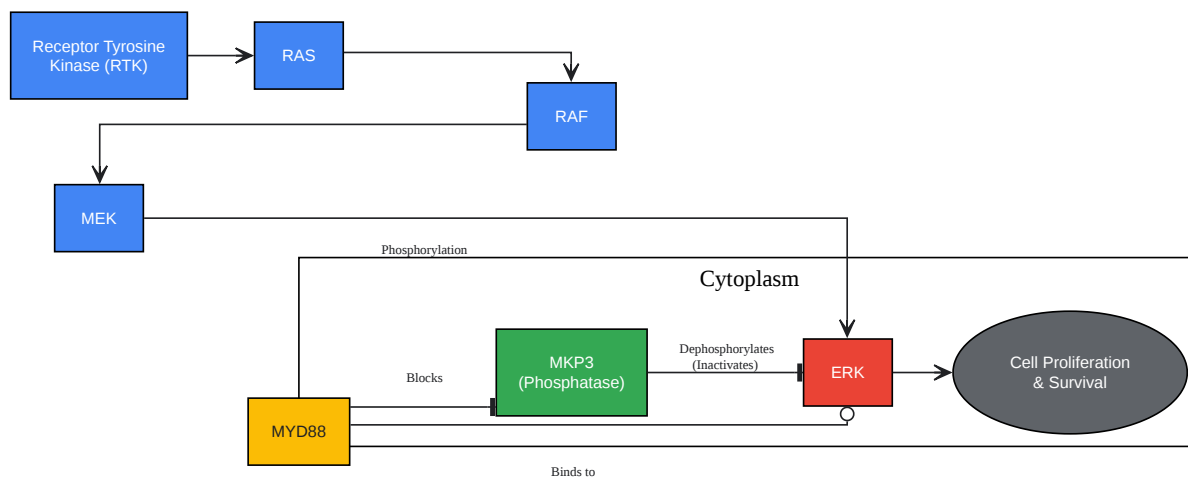 Receptor Tyrosine
Kinase (RTK)
RAS
RAF
MEK
Phosphorylation
Cytoplasm
MKP3
(Phosphatase)
Dephosphorylates
(Inactivates)
ERK
Cell Proliferation
& Survival
Blocks
MYD88
Binds to